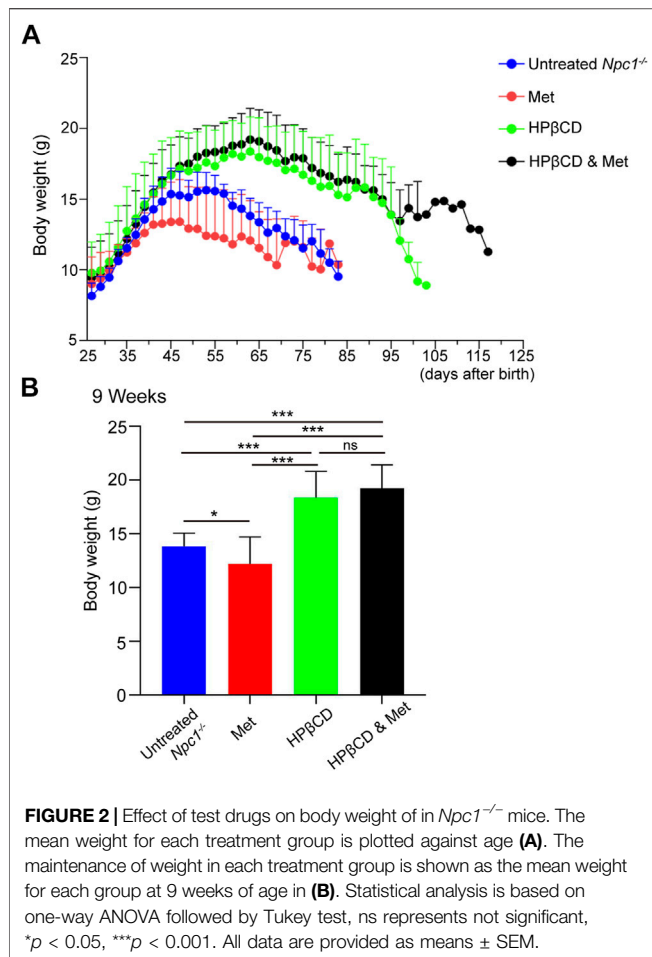 A
Body weight (g)
25
20
15
10
5
25 35 45 55 65 75 85 95 105 115 125
(days after birth)
Untreated Npc1-/-
Met
HPβCD
HPβCD & Met
B
9 Weeks
Body weight (g)
25
20
15
10
5
0
***
***
*** ns
***
*
Untreated
Npc1-/-
Met
HPβCD
HPβCD & Met
FIGURE 2 | Effect of test drugs on body weight of in Npc1−/− mice. The
mean weight for each treatment group is plotted against age (A). The
maintenance of weight in each treatment group is shown as the mean weight
for each group at 9 weeks of age in (B). Statistical analysis is based on
one-way ANOVA followed by Tukey test, ns represents not significant,
*p < 0.05, ***p < 0.001. All data are provided as means ± SEM.